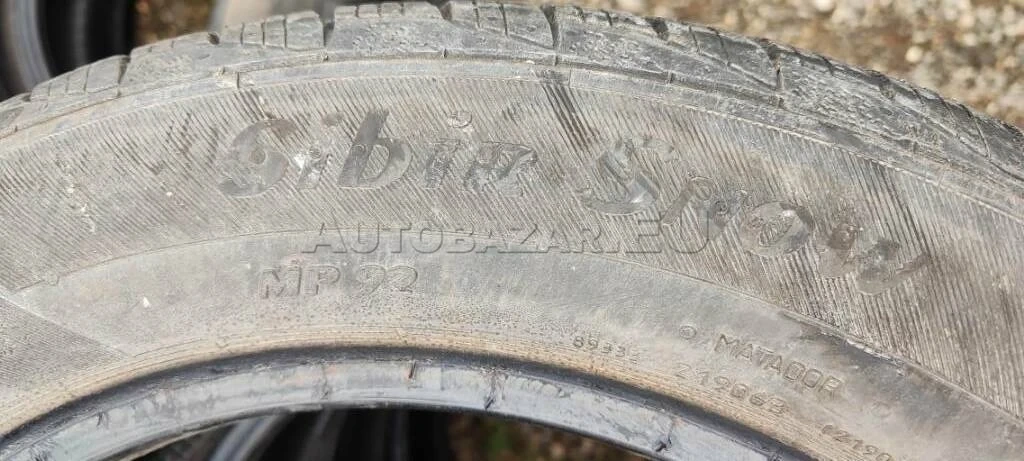 Sibir Snow
AUTOBAZAR.EU
MP 92
MATADOR